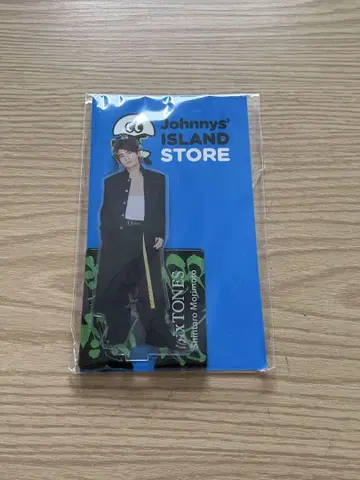 Johnnys'
ISLAND
STORE
SixTONES
Shintaro Morimoto